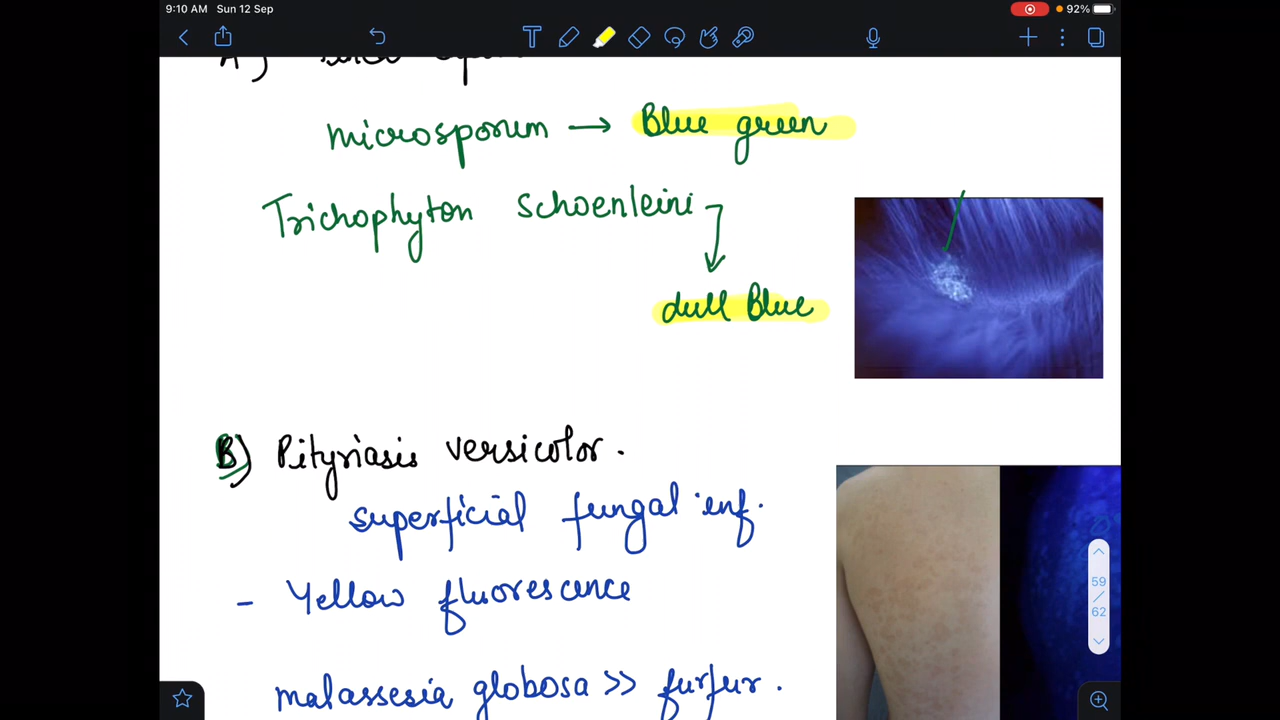 9:10 AM Sun 12 Sep
92%
A)
microsporum → Blue green
Trichophyton schoenleini
dull Blue
B) Pityriasis versicolor.
superficial fungal inf.
- Yellow fluorescence
malassesia globosa >> furfur.
59
/
62